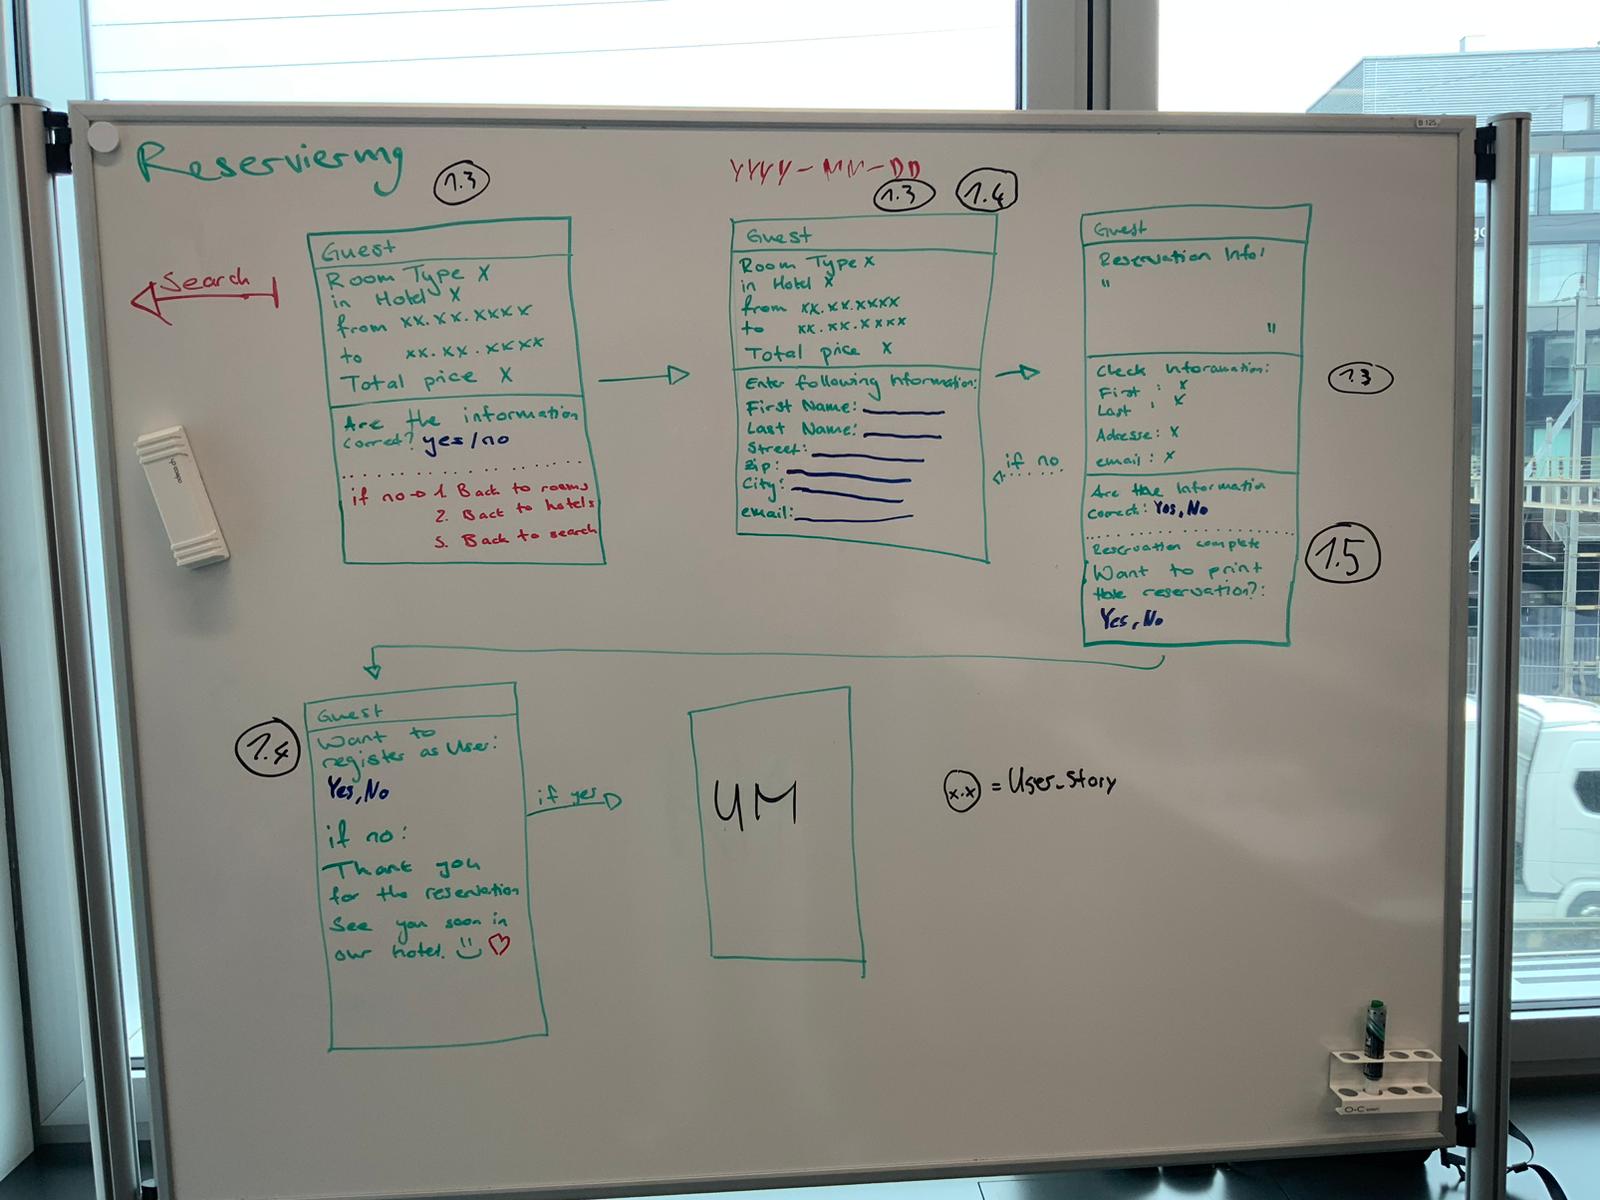 Reservierung
1.3
YYYY-MM-DD
1.3
1.4
Search
Guest
Room Type X
in Hotel X
from xx.xx.xxxx
to xx.xx.xxxx
Total price X
Are the information
correct? yes/no
if no → 1. Back to rooms
2. Back to hotels
3. Back to search
Guest
Room Type X
in Hotel X
from xx.xx.xxxx
to xx.xx.xxxx
Total price X
Enter following Information:
First Name:
Last Name:
Street:
Zip:
City:
email:
if no
Guest
Reservation Info!
"
"
Check Information:
First : x
Last : x
Adresse: x
email: x
1.3
Are the Information
Correct: Yes, No
Reservation complete
Want to print
the reservation?:
Yes, No
1.5
1.4
Guest
Want to
register as User:
Yes, No
if no:
Thank you
for the reservation
See you soon in
our hotel.
if yes
UM
x.x = User_Story
B 125